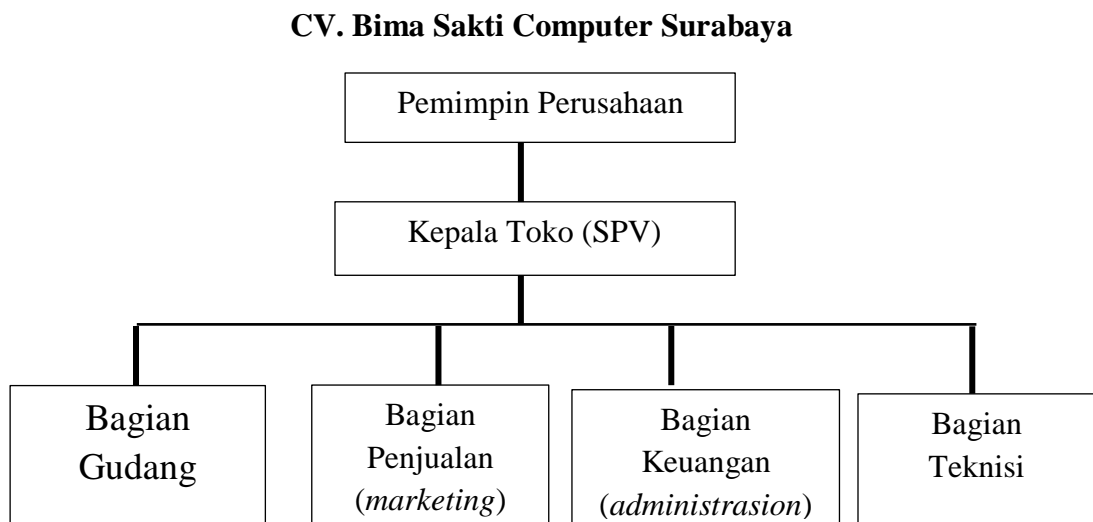 CV. Bima Sakti Computer Surabaya
Pemimpin Perusahaan
Kepala Toko (SPV)
Bagian
Gudang
Bagian
Penjualan
(marketing)
Bagian
Keuangan
(administrasion)
Bagian
Teknisi